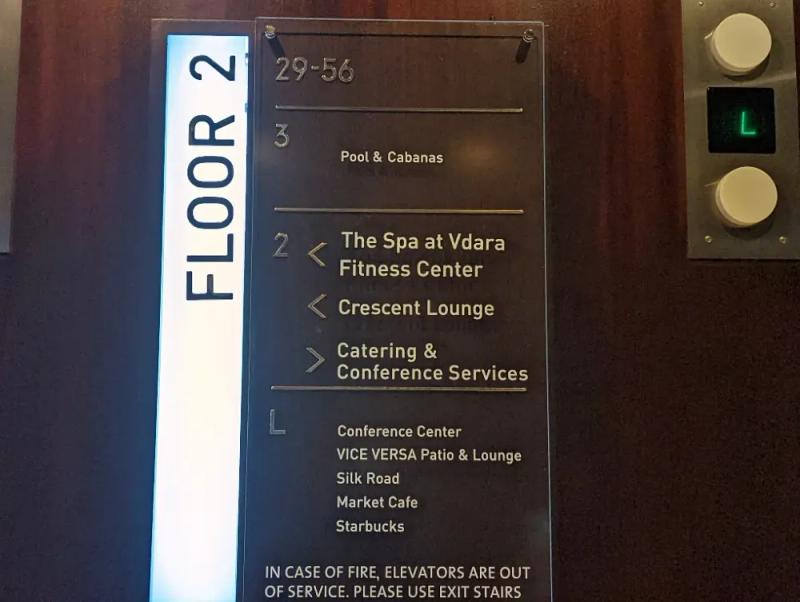 FLOOR 2
29-56
3
Pool & Cabanas
2
< The Spa at Vdara
Fitness Center
< Crescent Lounge
> Catering &
Conference Services
L
Conference Center
VICE VERSA Patio & Lounge
Silk Road
Market Cafe
Starbucks
IN CASE OF FIRE, ELEVATORS ARE OUT
OF SERVICE. PLEASE USE EXIT STAIRS
L